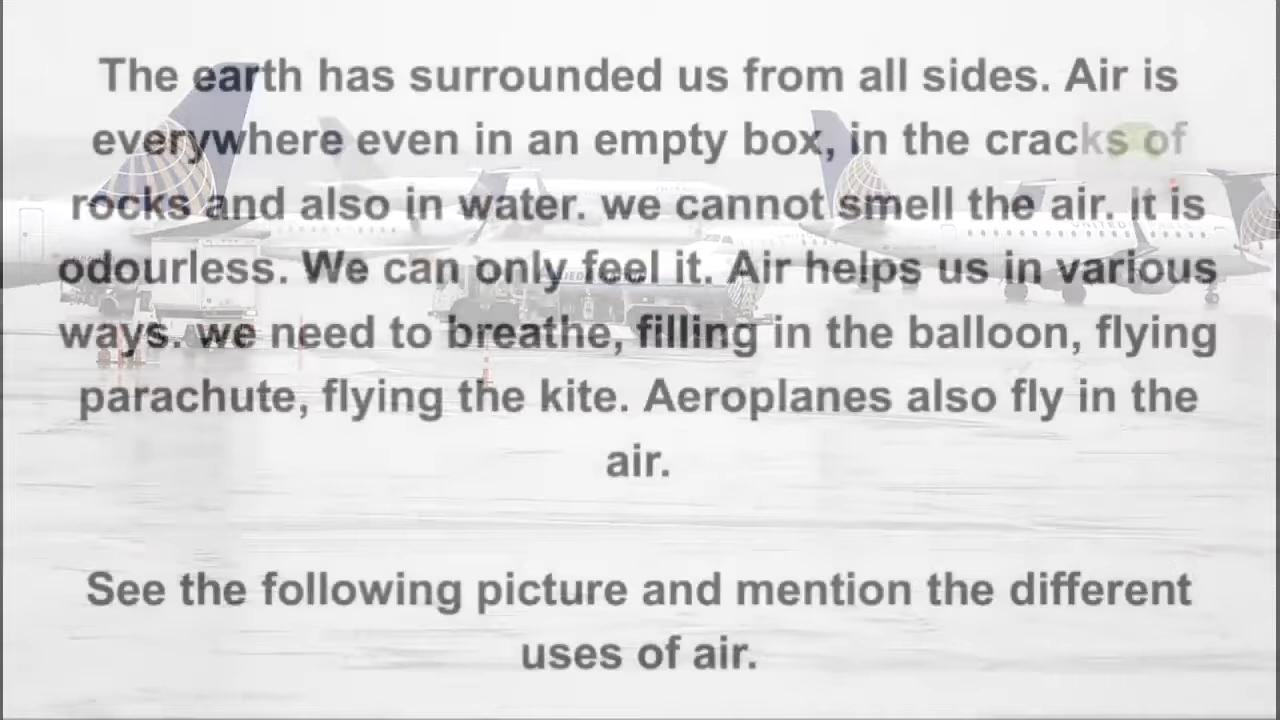 The earth has surrounded us from all sides. Air is
everywhere even in an empty box, in the cracks of
rocks and also in water. we cannot smell the air. It is
odourless. We can only feel it. Air helps us in various
ways. we need to breathe, filling in the balloon, flying
parachute, flying the kite. Aeroplanes also fly in the
air.
See the following picture and mention the different
uses of air.
UNITED